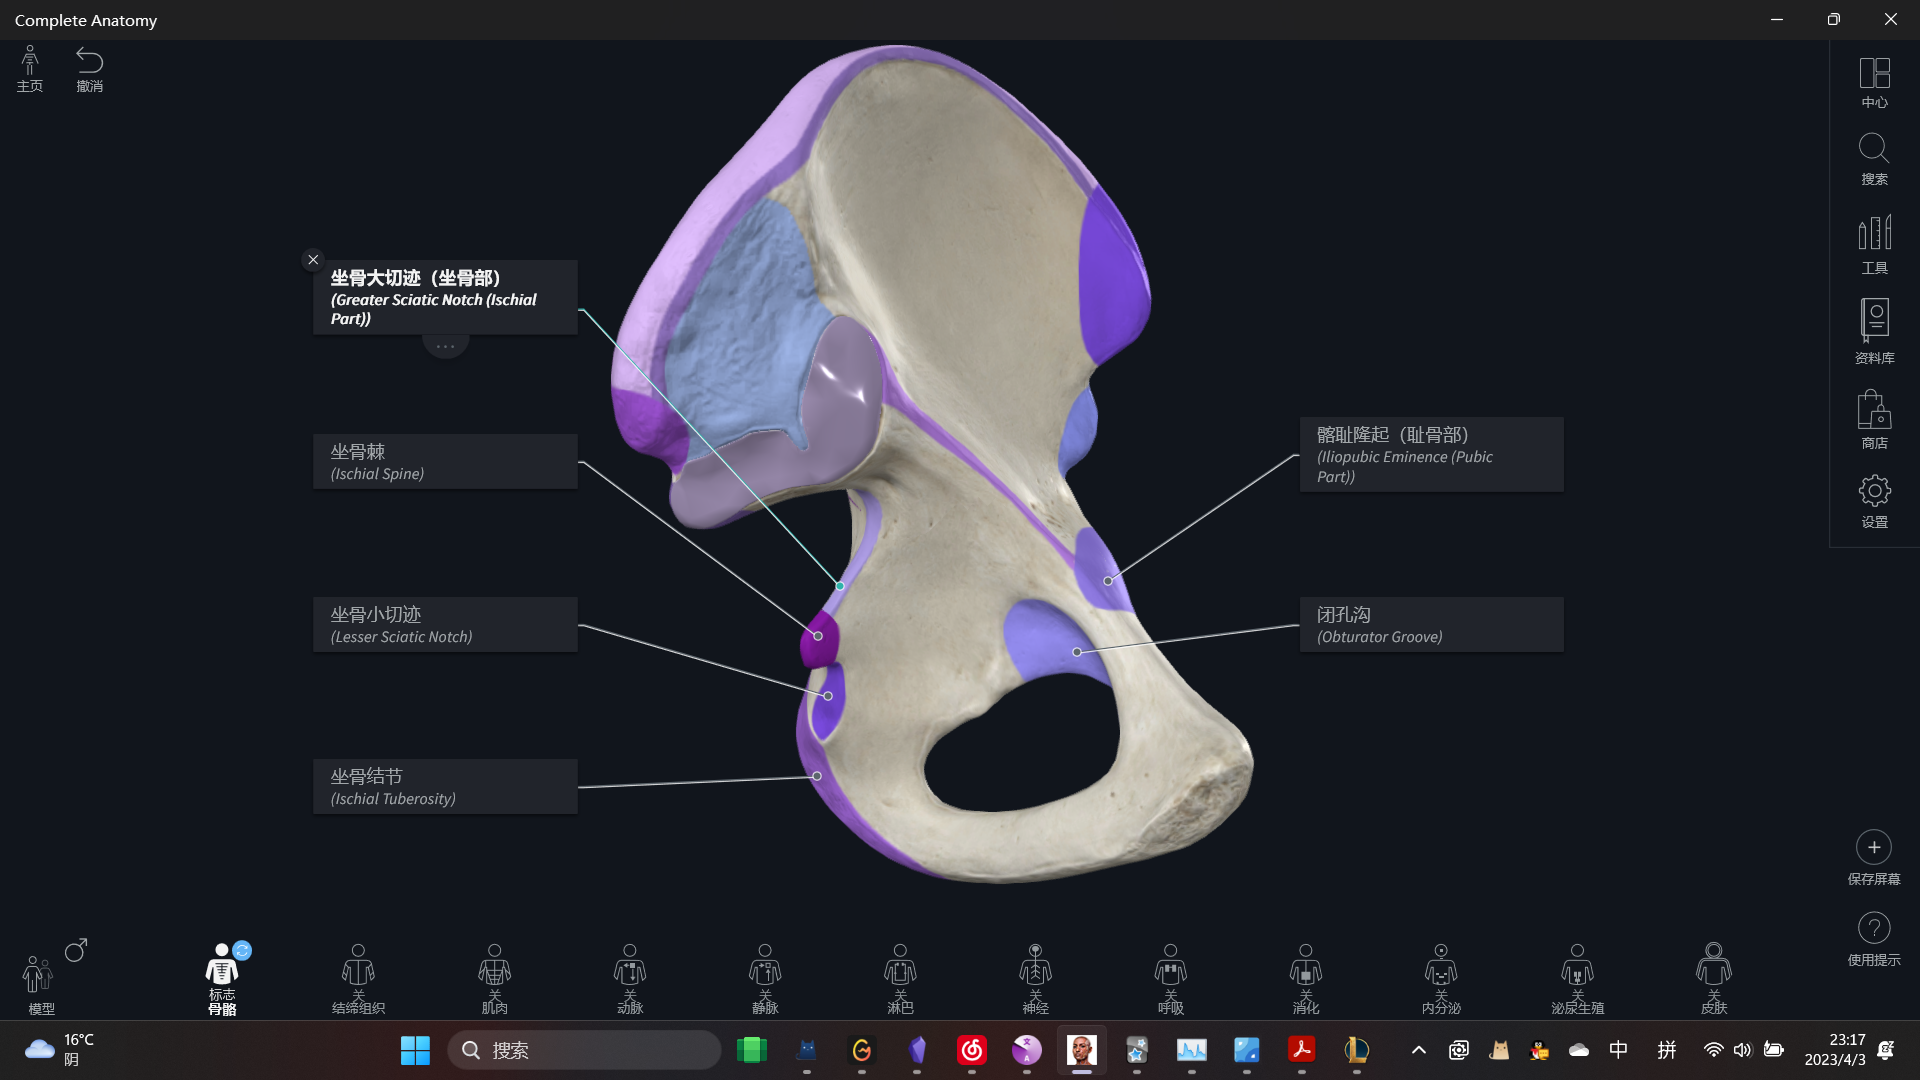 Complete Anatomy
主页
撤消
中心
搜索
工具
资料库
商店
设置
坐骨大切迹（坐骨部）
(Greater Sciatic Notch (Ischial
Part))
坐骨棘
(Ischial Spine)
坐骨小切迹
(Lesser Sciatic Notch)
坐骨结节
(Ischial Tuberosity)
髂耻隆起（耻骨部）
(Iliopubic Eminence (Pubic
Part))
闭孔沟
(Obturator Groove)
保存屏幕
使用提示
模型
标志
骨骼
关
结缔组织
关
肌肉
关
动脉
关
静脉
关
淋巴
关
神经
关
呼吸
关
消化
关
内分泌
关
泌尿生殖
关
皮肤
16°C
阴
搜索
中
拼
23:17
2023/4/3